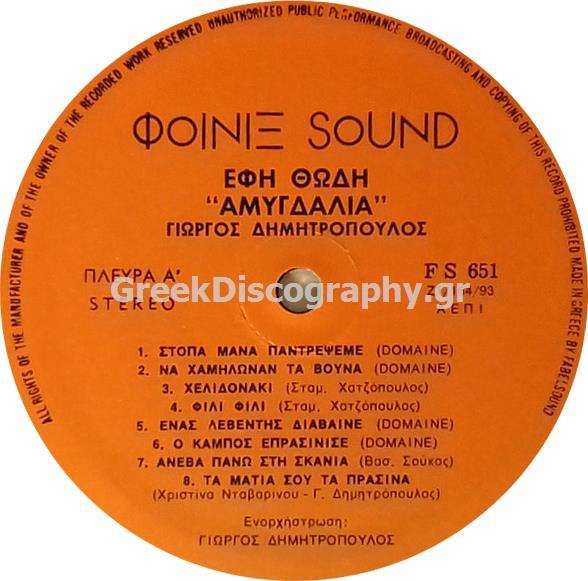 ALL RIGHTS OF THE MANUFACTURER AND OF THE OWNER OF THE RECORDED WORK RESERVED UNAUTHORIZED PUBLIC PERFORMANCE BROADCASTING AND COPYING OF THIS RECORD PROHIBITED MADE IN GREECE BY FABELSOUND
ΦΟΙΝΙΞ SOUND
ΕΦΗ ΘΩΔΗ
"ΑΜΥΓΔΑΛΙΑ"
ΓΙΩΡΓΟΣ ΔΗΜΗΤΡΟΠΟΥΛΟΣ
ΠΛΕΥΡΑ Α'
FS 651
GreekDiscography.gr
STEREO
/93
ΑΕΠΙ
1. ΣΤΟΠΑ ΜΑΝΑ ΠΑΝΤΡΕΨΕΜΕ (DOMAINE)
2. ΝΑ ΧΑΜΗΛΩΝΑΝ ΤΑ ΒΟΥΝΑ (DOMAINE)
3. ΧΕΛΙΔΟΝΑΚΙ (Σταμ. Χατζόπουλος)
4. ΦΙΛΙ ΦΙΛΙ (Σταμ. Χατζόπουλος)
5. ΕΝΑΣ ΛΕΒΕΝΤΗΣ ΔΙΑΒΑΙΝΕ (DOMAINE)
6. Ο ΚΑΜΠΟΣ ΕΠΡΑΣΙΝΙΣΕ (DOMAINE)
7. ΑΝΕΒΑ ΠΑΝΩ ΣΤΗ ΣΚΑΝΙΑ (Βασ. Σούκας)
8. ΤΑ ΜΑΤΙΑ ΣΟΥ ΤΑ ΠΡΑΣΙΝΑ
(Χριστίνα Νταβαρίνου - Γ. Δημητρόπουλος)
Ενορχήστρωση:
ΓΙΩΡΓΟΣ ΔΗΜΗΤΡΟΠΟΥΛΟΣ